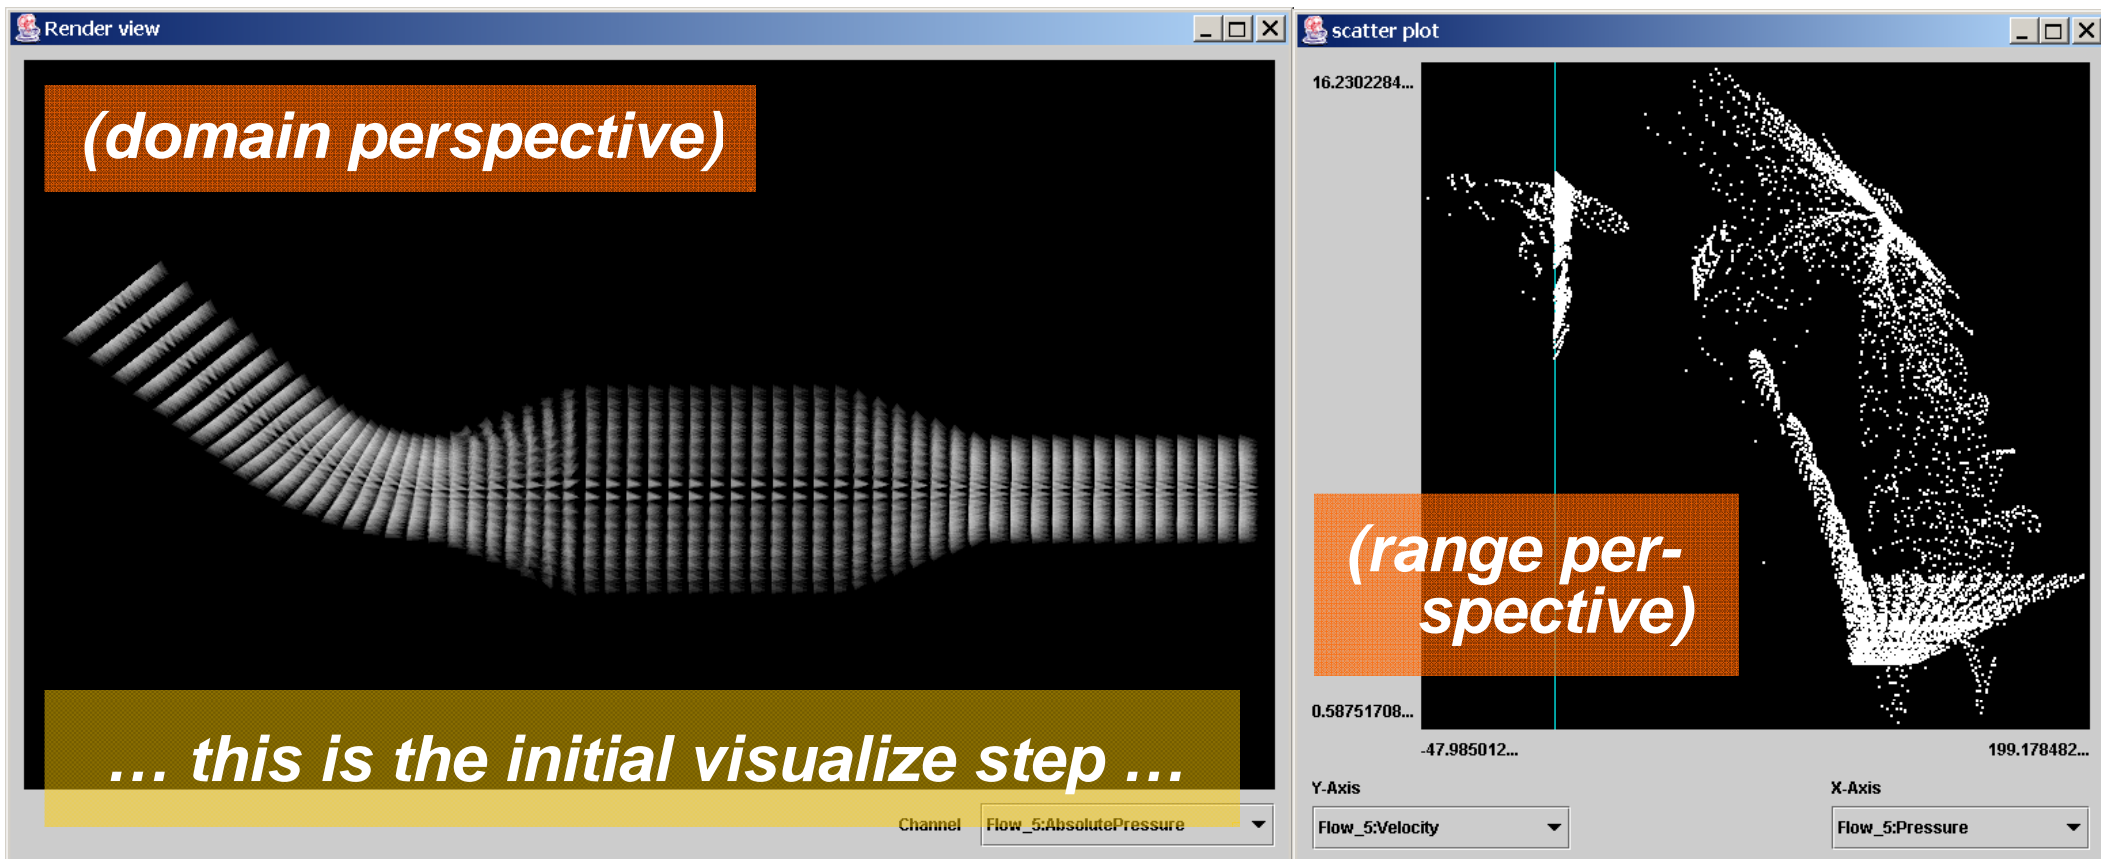 Render view
(domain perspective)
... this is the initial visualize step ...
Channel
Flow_5:AbsolutePressure
scatter plot
16.2302284...
(range per-
spective)
0.58751708...
-47.985012...
199.178482...
Y-Axis
X-Axis
Flow_5:Velocity
Flow_5:Pressure